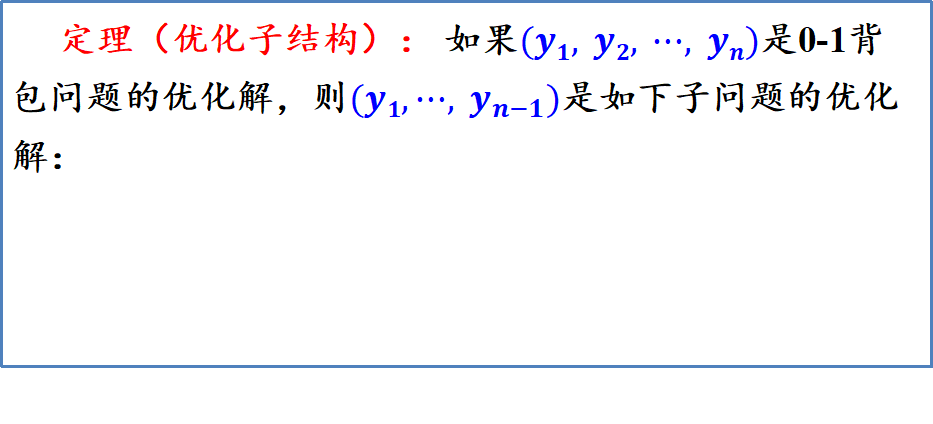 定理（优化子结构）： 如果(y₁, y₂, ⋯, yₙ)是0-1背
包问题的优化解，则(y₁,⋯, yₙ₋₁)是如下子问题的优化
解：